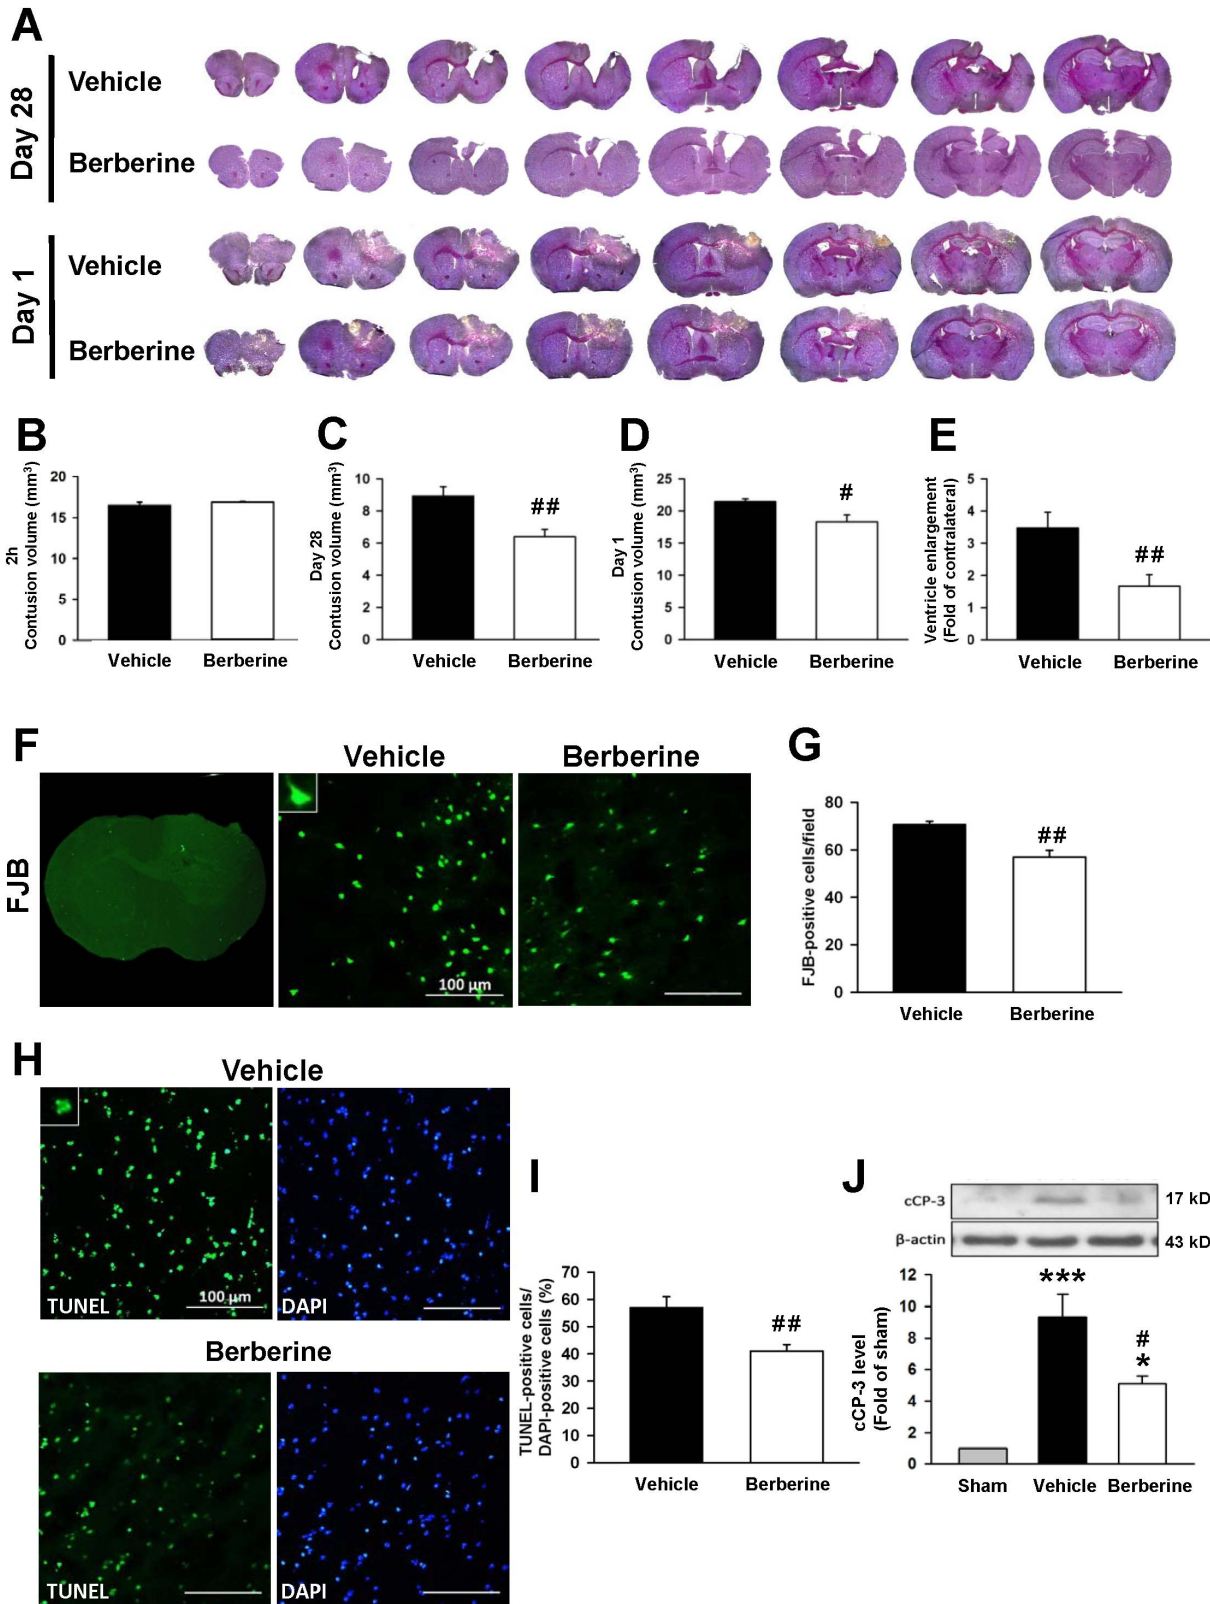 A
Day 28
Vehicle
Berberine
Day 1
Vehicle
Berberine
B
2h
Contusion volume (mm³)
20
15
10
5
0
Vehicle Berberine
C
Day 28
Contusion volume (mm³)
10
8
6
4
2
0
##
Vehicle Berberine
D
Day 1
Contusion volume (mm³)
25
20
15
10
5
0
#
Vehicle Berberine
E
Ventricle enlargement
(Fold of contralateral)
5
4
3
2
1
0
##
Vehicle Berberine
F
Vehicle
Berberine
FJB
100 μm
G
FJB-positive cells/field
80
60
40
20
0
##
Vehicle Berberine
H
Vehicle
TUNEL
100 μm
DAPI
Berberine
TUNEL
DAPI
I
TUNEL-positive cells/
DAPI-positive cells (%)
70
60
50
40
30
20
10
0
##
Vehicle Berberine
J
cCP-3
17 kD
β-actin
43 kD
cCP-3 level
(Fold of sham)
12
10
8
6
4
2
0
***
#
*
Sham Vehicle Berberine